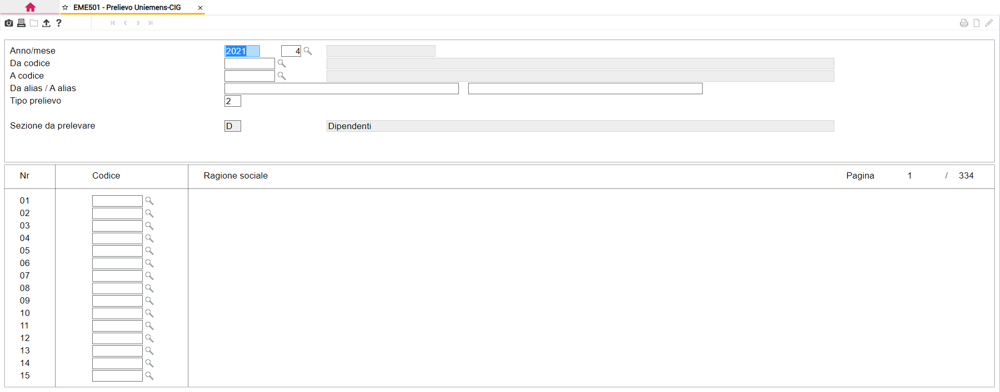 EME501 - Prelievo Uniemens-CIG
Anno/mese 2021 4
Da codice
A codice
Da alias / A alias
Tipo prelievo 2
Sezione da prelevare D Dipendenti
Nr Codice Ragione sociale Pagina 1 / 334
01
02
03
04
05
06
07
08
09
10
11
12
13
14
15